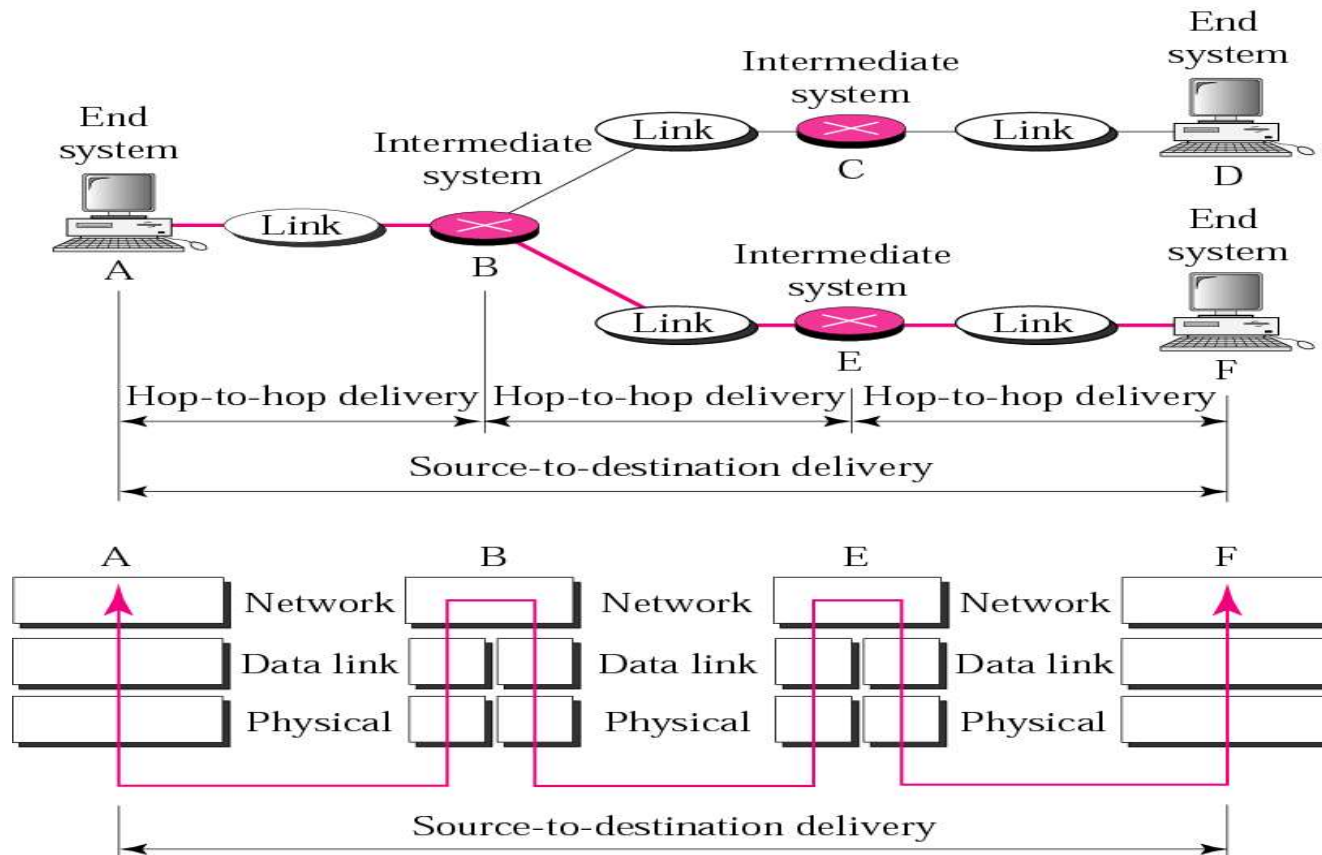 End
system
Intermediate
system
Link
C
Link
End
system
D
End
system
A
Link
Intermediate
system
B
Link
Intermediate
system
E
Link
End
system
F
Hop-to-hop delivery
Hop-to-hop delivery
Hop-to-hop delivery
Source-to-destination delivery
A
B
E
F
Network
Network
Network
Data link
Data link
Data link
Physical
Physical
Physical
Source-to-destination delivery